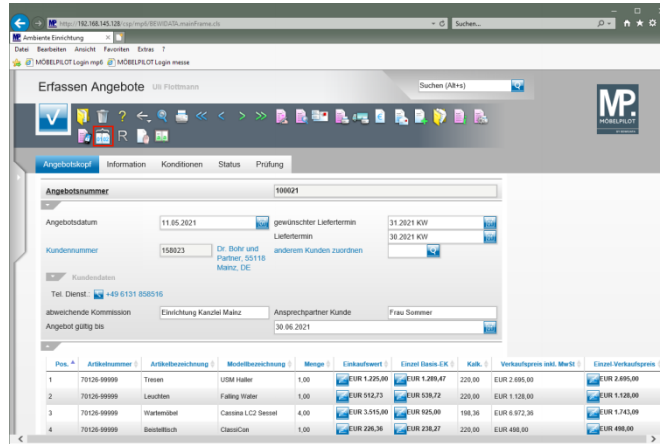 http://192.168.145.128/csp/mp6/BEWIDATA.mainFrame.cls
Suchen...
Ambiente Einrichtung
Datei Bearbeiten Ansicht Favoriten Extras ?
MÖBELPILOT Login mp6 MÖBELPILOT Login messe
Erfassen Angebote Uli Flottmann
Suchen (Alt+s)
MP.
MÖBELPILOT
R
Angebotskopf Information Konditionen Status Prüfung
Angebotsnummer 100021
Angebotsdatum 11.05.2021 gewünschter Liefertermin 31.2021 KW
Liefertermin 30.2021 KW
Kundennummer 158023 Dr. Bohr und Partner, 55118 Mainz, DE anderem Kunden zuordnen
Kundendaten
Tel. Dienst.: +49 6131 858516
abweichende Kommission Einrichtung Kanzlei Mainz Ansprechpartner Kunde Frau Sommer
Angebot gültig bis 30.06.2021
Pos. Artikelnummer Artikelbezeichnung Modellbezeichnung Menge Einkaufswert Einzel Basis-EK Kalk. Verkaufspreis inkl. MwSt Einzel-Verkaufspreis
1 70126-99999 Tresen USM Haller 1,00 EUR 1.225,00 EUR 1.289,47 220,00 EUR 2.695,00 EUR 2.695,00
2 70126-99999 Leuchten Falling Water 1,00 EUR 512,73 EUR 539,72 220,00 EUR 1.128,00 EUR 1.128,00
3 70126-99999 Wartemöbel Cassina LC2 Sessel 4,00 EUR 3.515,00 EUR 925,00 198,36 EUR 6.972,36 EUR 1.743,09
4 70126-99999 Beistelltisch ClassiCon 1,00 EUR 226,36 EUR 238,27 220,00 EUR 498,00 EUR 498,00